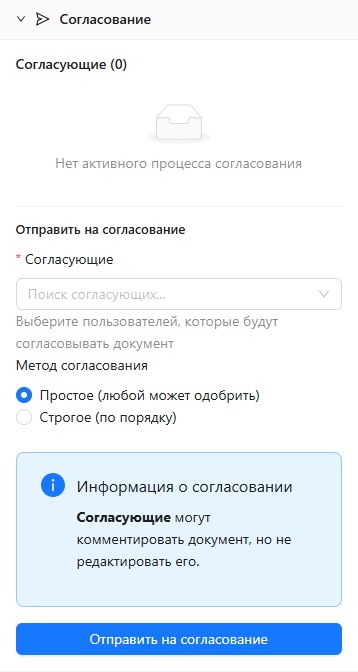 Согласование
Согласующие (0)
Нет активного процесса согласования
Отправить на согласование
* Согласующие
Поиск согласующих...
Выберите пользователей, которые будут
согласовывать документ
Метод согласования
Простое (любой может одобрить)
Строгое (по порядку)
Информация о согласовании
Согласующие могут
комментировать документ, но не
редактировать его.
Отправить на согласование